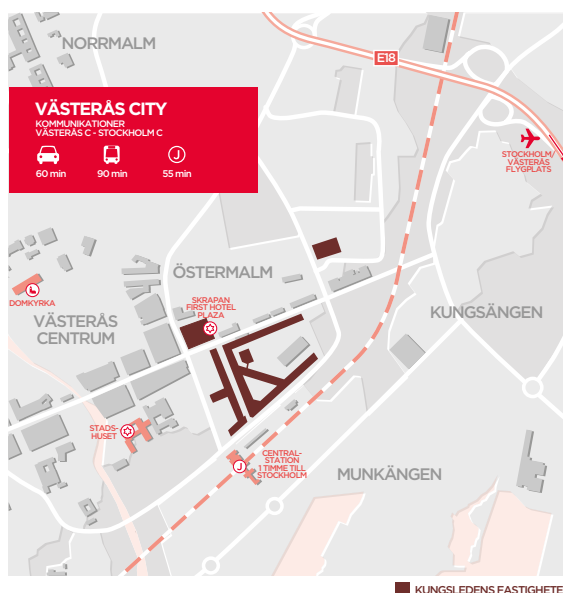 NORRMALM
E18
VÄSTERÅS CITY
KOMMUNIKATIONER
VÄSTERÅS C - STOCKHOLM C
60 min
90 min
J
55 min
STOCKHOLM/
VÄSTERÅS
FLYGPLATS
ÖSTERMALM
DOMKYRKA
SKRAPAN
FIRST HOTEL
PLAZA
VÄSTERÅS
CENTRUM
KUNGSÄNGEN
STADS-
HUSET
CENTRAL-
STATION
1 TIMME TILL
STOCKHOLM
J
MUNKÄNGEN
KUNGSLEDENS FASTIGHETE